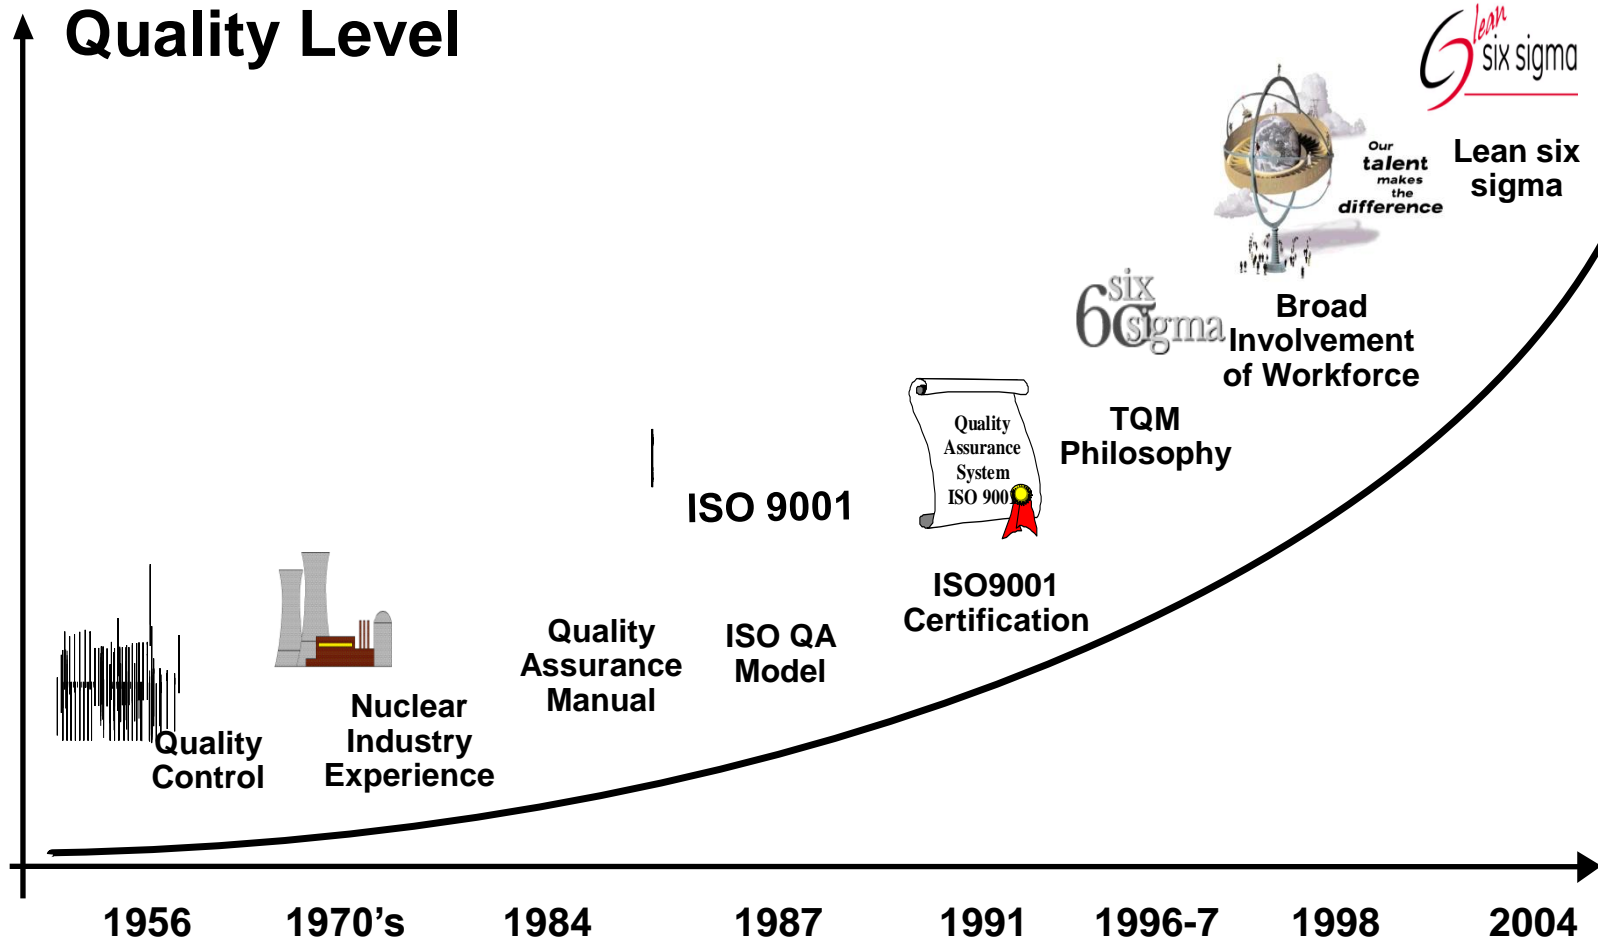 Quality Level
lean
six sigma
Our
talent
makes
the
difference
Lean six
sigma
six
6σ
sigma
Broad
Involvement
of Workforce
Quality
Assurance
System
ISO 9001
TQM
Philosophy
ISO 9001
ISO9001
Certification
Quality
Assurance
Manual
ISO QA
Model
Nuclear
Industry
Experience
Quality
Control
1956
1970’s
1984
1987
1991
1996-7
1998
2004